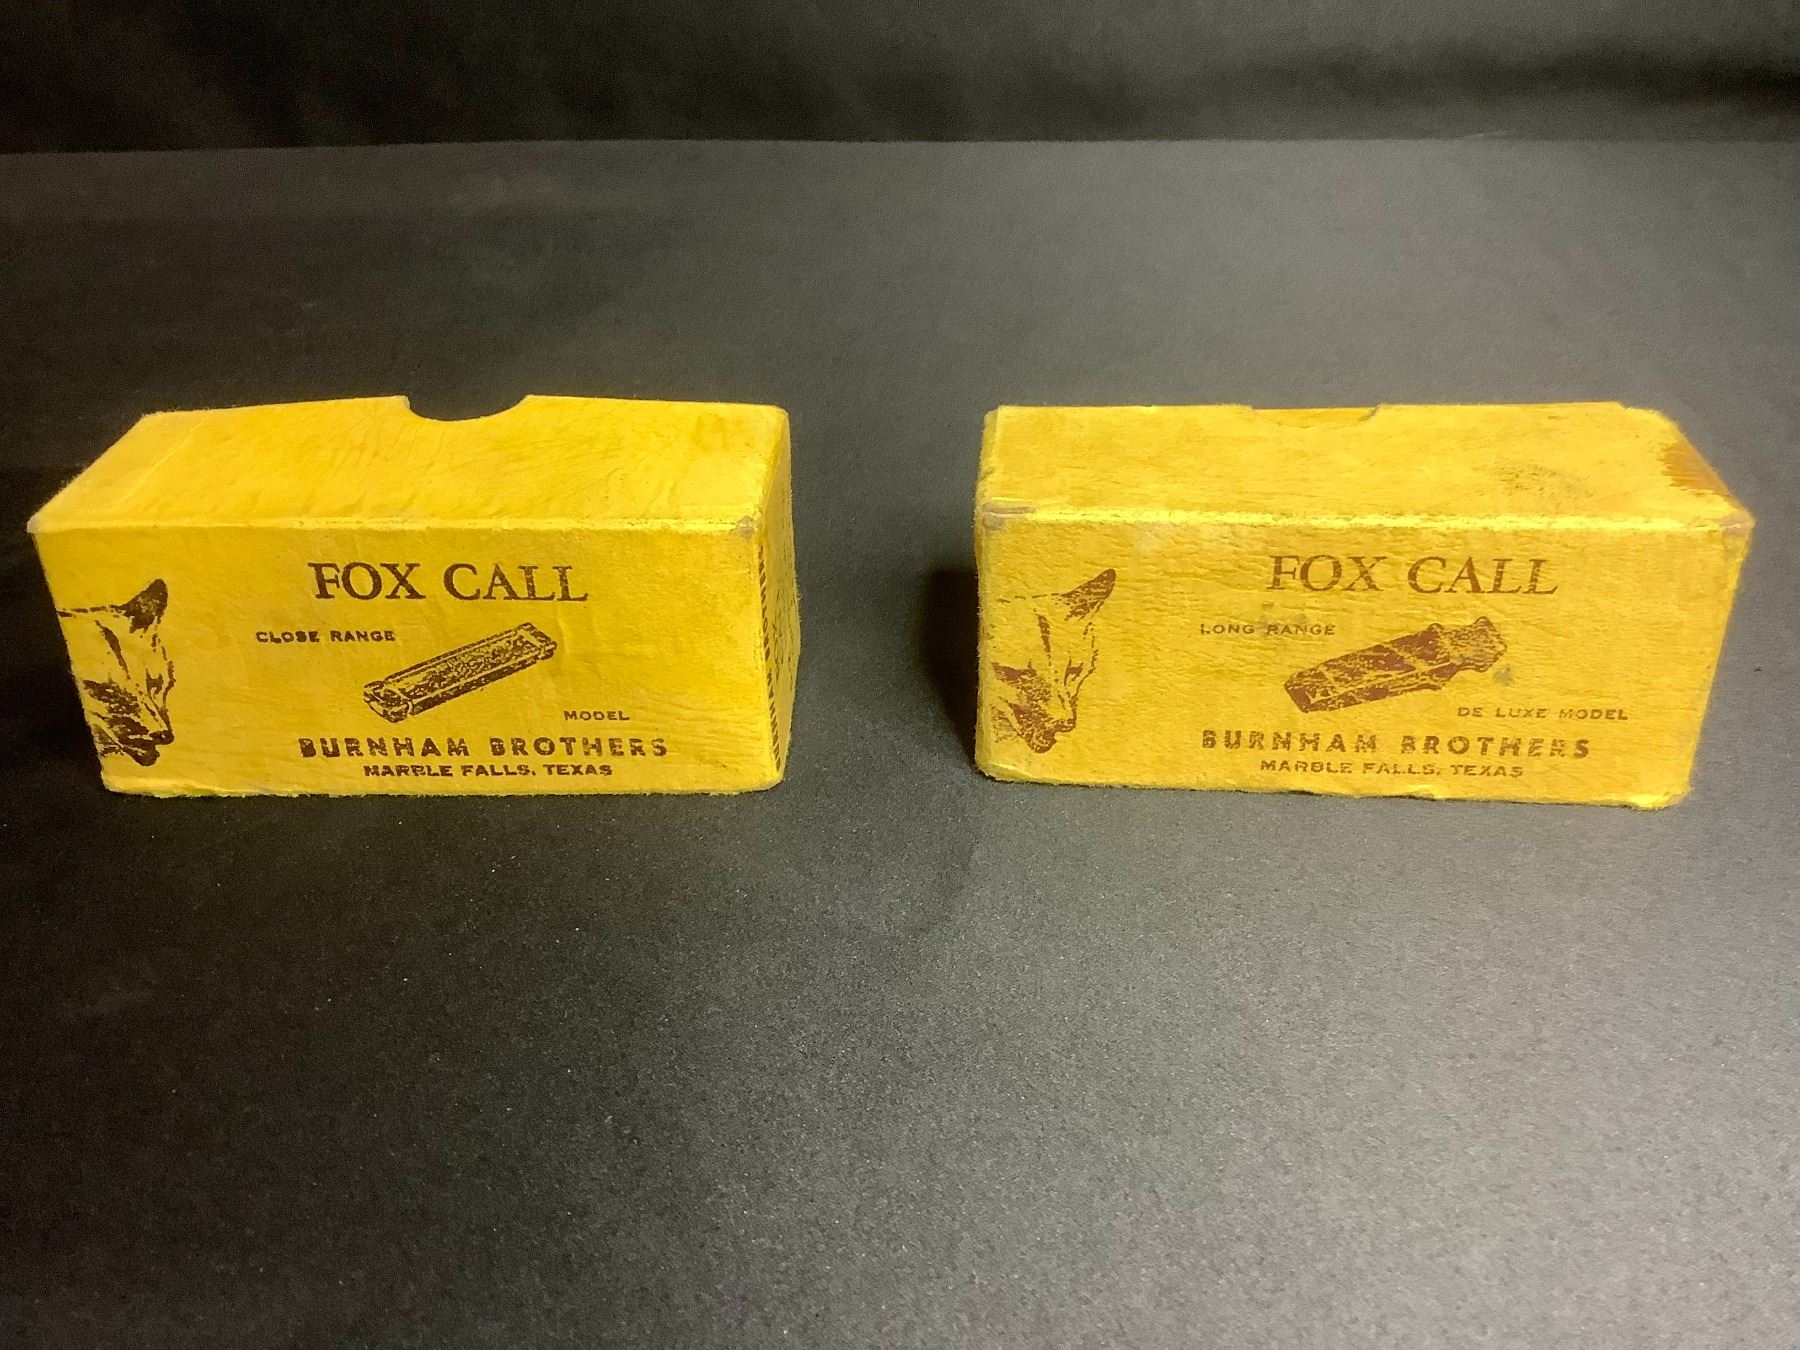 FOX CALL
CLOSE RANGE
MODEL
BURNHAM BROTHERS
MARBLE FALLS, TEXAS
FOX CALL
LONG RANGE
DE LUXE MODEL
BURNHAM BROTHERS
MARBLE FALLS, TEXAS